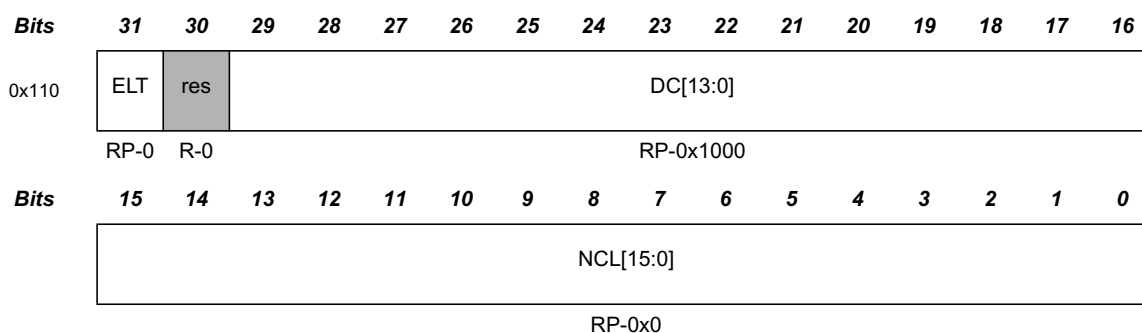 Bits 31 30 29 28 27 26 25 24 23 22 21 20 19 18 17 16
0x110 ELT res DC[13:0]
RP-0 R-0 RP-0x1000
Bits 15 14 13 12 11 10 9 8 7 6 5 4 3 2 1 0
NCL[15:0]
RP-0x0